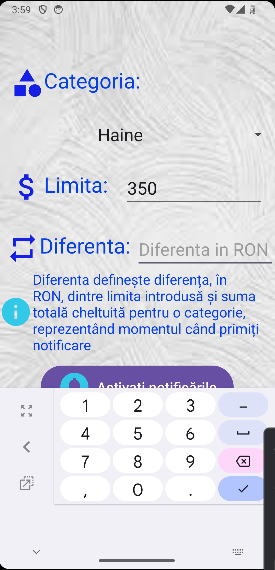 3:59
Categoria:
Haine
Limita: 350
Diferenta: Diferenta in RON
Diferenta definește diferența, în
RON, dintre limita introdusă și suma
totală cheltuită pentru o categorie,
reprezentând momentul când primiți
notificare
Activați notificările
1 2 3 –
4 5 6
7 8 9
, 0 .